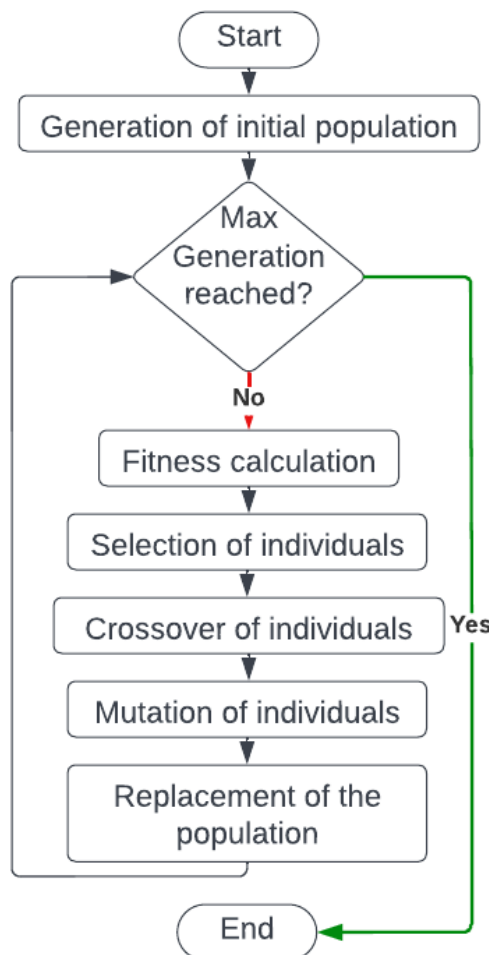 Start
Generation of initial population
Max
Generation
reached?
No
Fitness calculation
Selection of individuals
Crossover of individuals
Yes
Mutation of individuals
Replacement of the
population
End